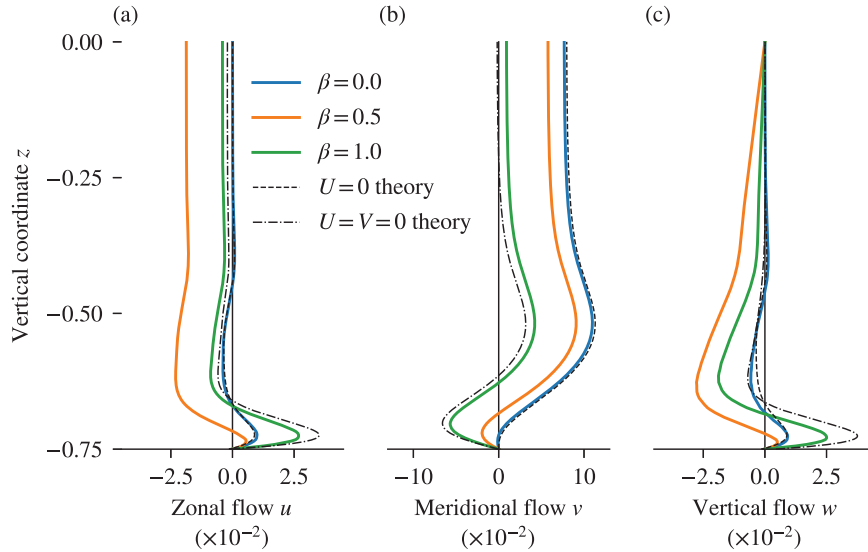 (a)
(b)
(c)
Vertical coordinate z
0.00
−0.25
−0.50
−0.75
β=0.0
β=0.5
β=1.0
U=0 theory
U=V=0 theory
−2.5 0.0 2.5
−10 0 10
−2.5 0.0 2.5
Zonal flow u
(×10⁻²)
Meridional flow v
(×10⁻²)
Vertical flow w
(×10⁻²)